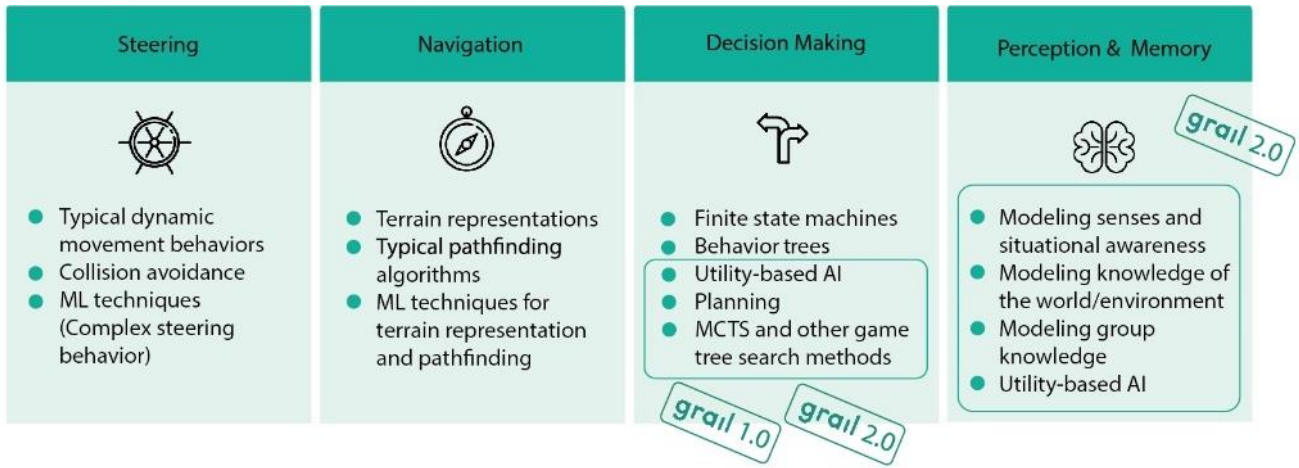 Steering
Typical dynamic
movement behaviors
Collision avoidance
ML techniques
(Complex steering
behavior)
Navigation
Terrain representations
Typical pathfinding
algorithms
ML techniques for
terrain representation
and pathfinding
Decision Making
Finite state machines
Behavior trees
Utility-based AI
Planning
MCTS and other game
tree search methods
grail 1.0
grail 2.0
Perception & Memory
grail 2.0
Modeling senses and
situational awareness
Modeling knowledge of
the world/environment
Modeling group
knowledge
Utility-based AI